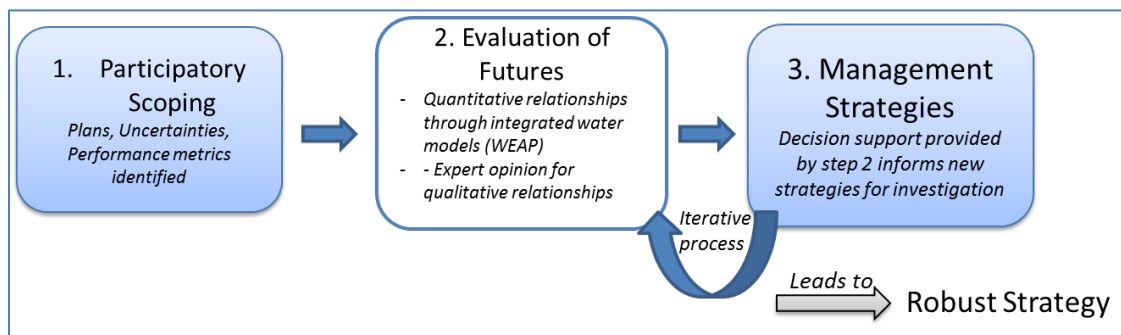 1. Participatory
Scoping
Plans, Uncertainties,
Performance metrics
identified
2. Evaluation of
Futures
- Quantitative relationships
through integrated water
models (WEAP)
- - Expert opinion for
qualitative relationships
3. Management
Strategies
Decision support provided
by step 2 informs new
strategies for investigation
Iterative
process
Leads to
Robust Strategy